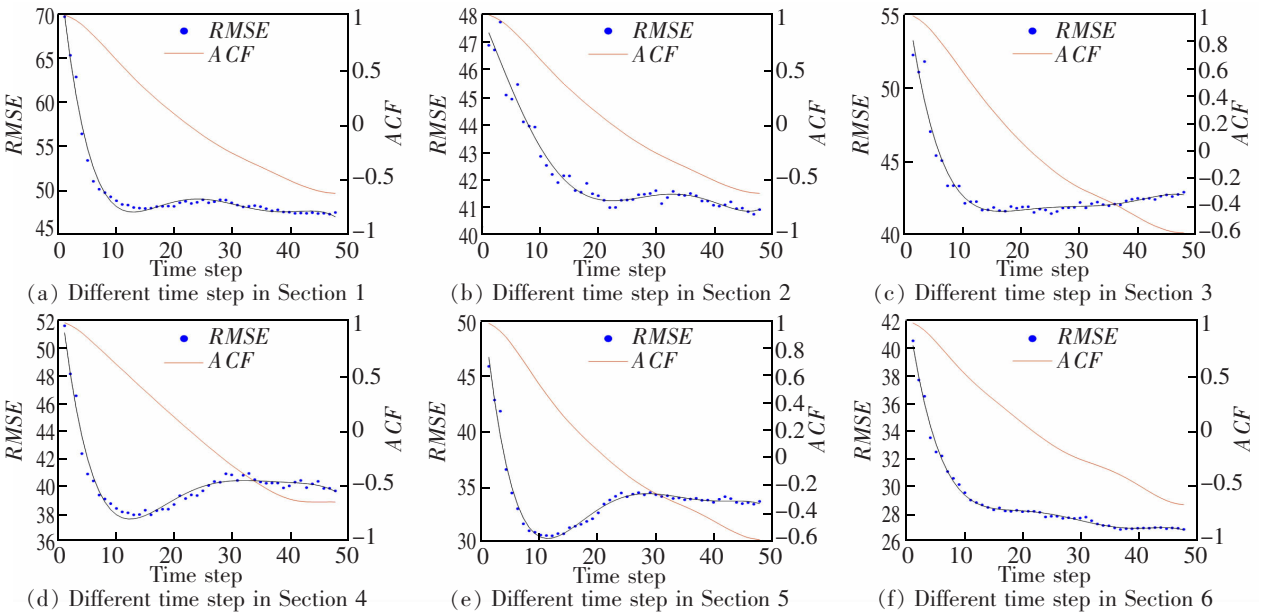 70
65
60
55
50
45
RMSE
RMSE
ACF
1
0.5
0
−0.5
−1
ACF
0 10 20 30 40 50
Time step
(a) Different time step in Section 1
48
47
46
45
44
43
42
41
40
RMSE
RMSE
ACF
1
0.5
0
−0.5
−1
ACF
0 10 20 30 40 50
Time step
(b) Different time step in Section 2
55
50
45
40
RMSE
RMSE
ACF
1
0.8
0.6
0.4
0.2
0
−0.2
−0.4
−0.6
ACF
0 10 20 30 40 50
Time step
(c) Different time step in Section 3
52
50
48
46
44
42
40
38
36
RMSE
RMSE
ACF
1
0.5
0
−0.5
−1
ACF
0 10 20 30 40 50
Time step
(d) Different time step in Section 4
50
45
30
34
30
RMSE
RMSE
ACF
1
0.8
0.6
0.4
0.2
0
−0.2
−0.4
−0.6
ACF
0 10 20 30 40 50
Time step
(e) Different time step in Section 5
42
40
38
36
34
32
30
28
26
RMSE
RMSE
ACF
1
0.5
0
−0.5
−1
ACF
0 10 20 30 40 50
Time step
(f) Different time step in Section 6